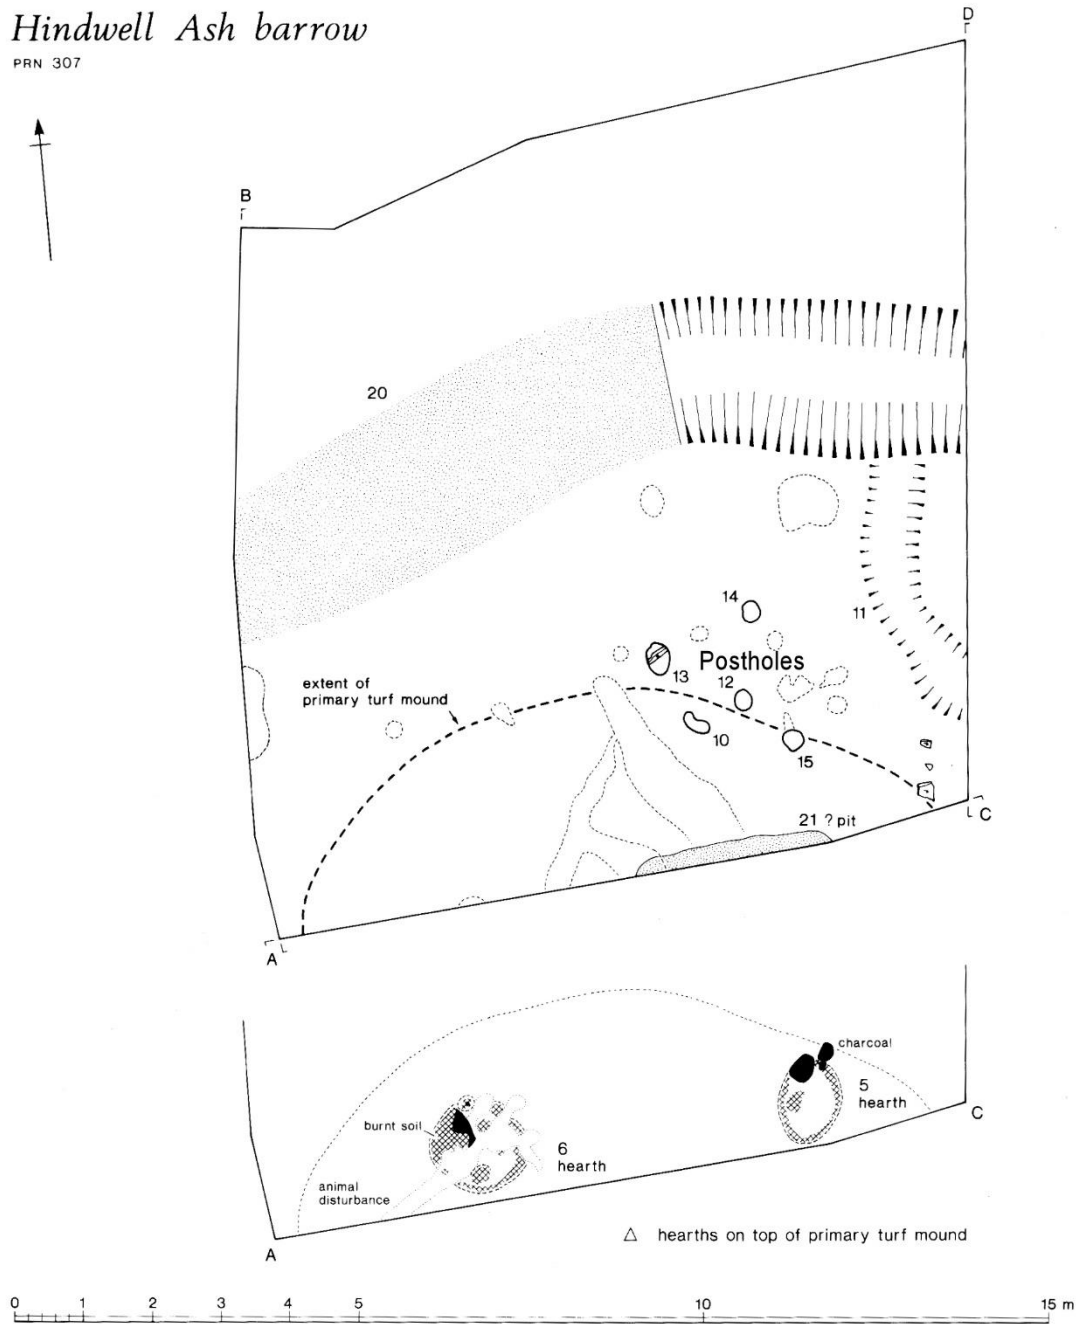 Hindwell Ash barrow
PRN 307
D
B
20
14
11
Postholes
13
12
extent of
primary turf mound
10
15
21 ? pit
C
A
charcoal
5
hearth
C
burnt soil
6
hearth
animal
disturbance
△ hearths on top of primary turf mound
A
0 1 2 3 4 5 10 15 m